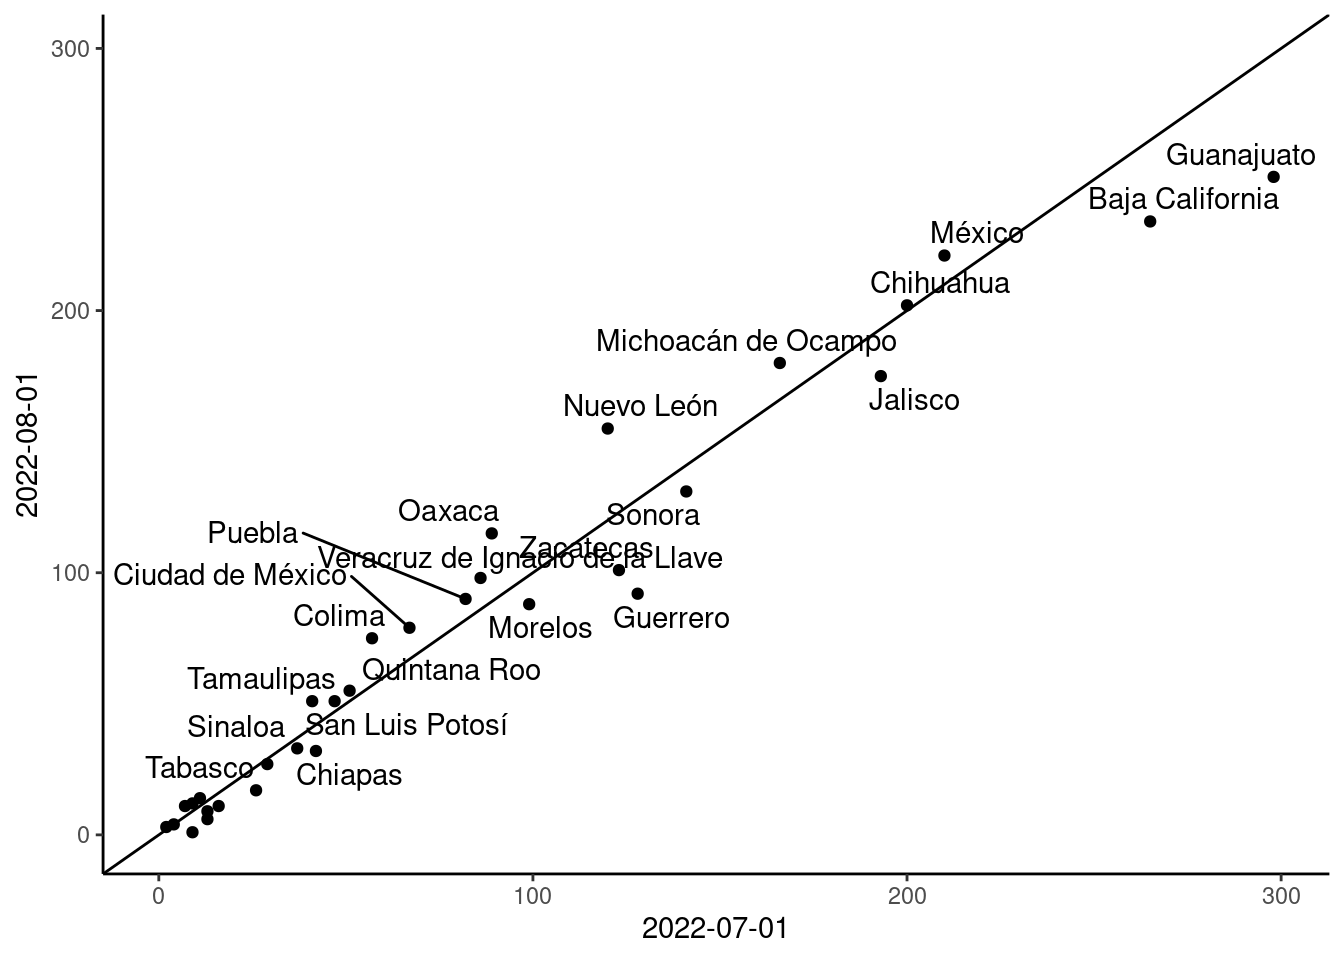 300
Guanajuato
Baja California
México
Chihuahua
200
Michoacán de Ocampo
Jalisco
Nuevo León
2022-08-01
Oaxaca
Sonora
Puebla
Zacatecas
Veracruz de Ignacio de la Llave
100
Ciudad de México
Colima
Morelos
Guerrero
Quintana Roo
Tamaulipas
Sinaloa
San Luis Potosí
Tabasco
Chiapas
0
0
100
200
300
2022-07-01